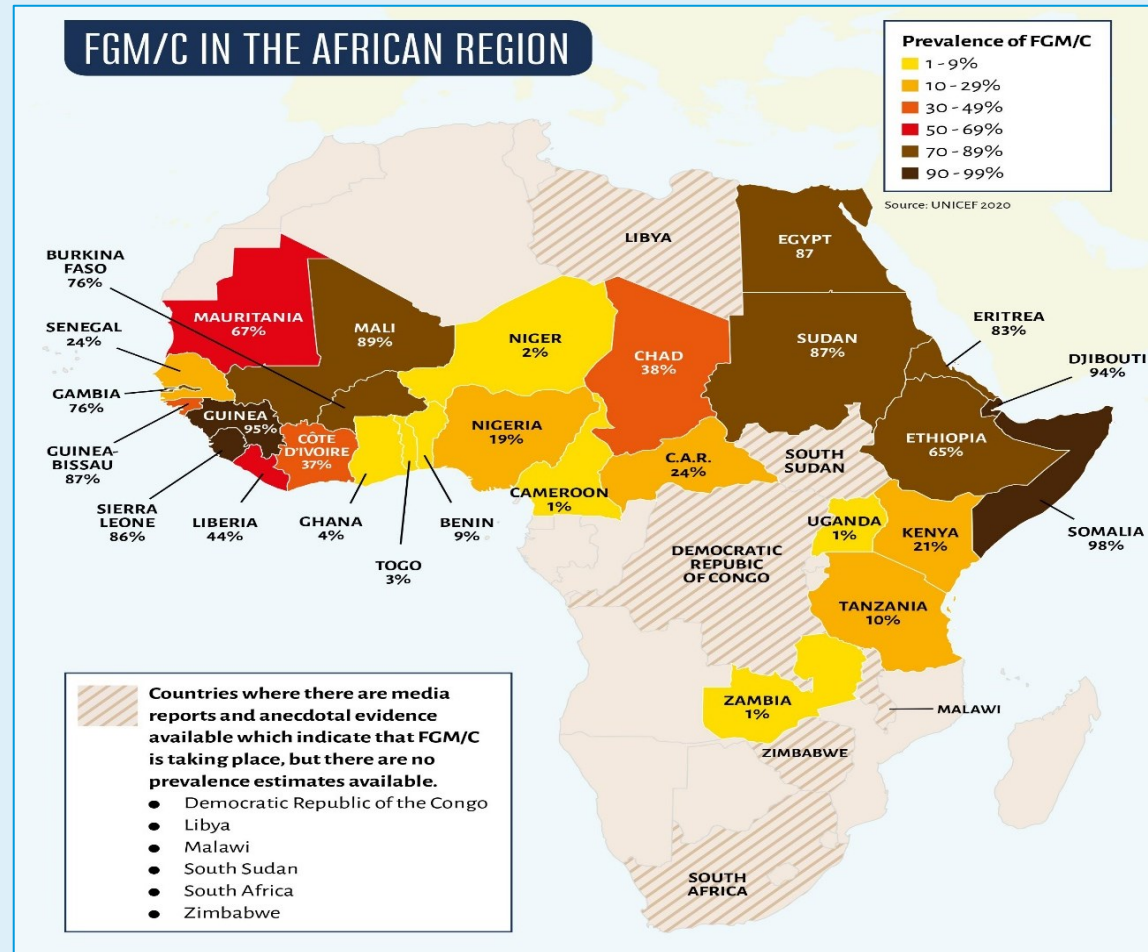 FGM/C IN THE AFRICAN REGION
Prevalence of FGM/C
1 - 9%
10 - 29%
30 - 49%
50 - 69%
70 - 89%
90 - 99%
Source: UNICEF 2020
LIBYA
EGYPT
87
BURKINA
FASO
76%
MAURITANIA
67%
MALI
89%
NIGER
2%
CHAD
38%
SUDAN
87%
ERITREA
83%
SENEGAL
24%
DJIBOUTI
94%
GAMBIA
76%
GUINEA
95%
CÔTE
D'IVOIRE
37%
NIGERIA
19%
C.A.R.
24%
SOUTH
SUDAN
ETHIOPIA
65%
GUINEA-
BISSAU
87%
SIERRA
LEONE
86%
LIBERIA
44%
GHANA
4%
TOGO
3%
BENIN
9%
CAMEROON
1%
UGANDA
1%
KENYA
21%
SOMALIA
98%
DEMOCRATIC
REPUBLIC
OF CONGO
TANZANIA
10%
ZAMBIA
1%
MALAWI
ZIMBABWE
SOUTH
AFRICA
Countries where there are media
reports and anecdotal evidence
available which indicate that FGM/C
is taking place, but there are no
prevalence estimates available.
• Democratic Republic of the Congo
• Libya
• Malawi
• South Sudan
• South Africa
• Zimbabwe